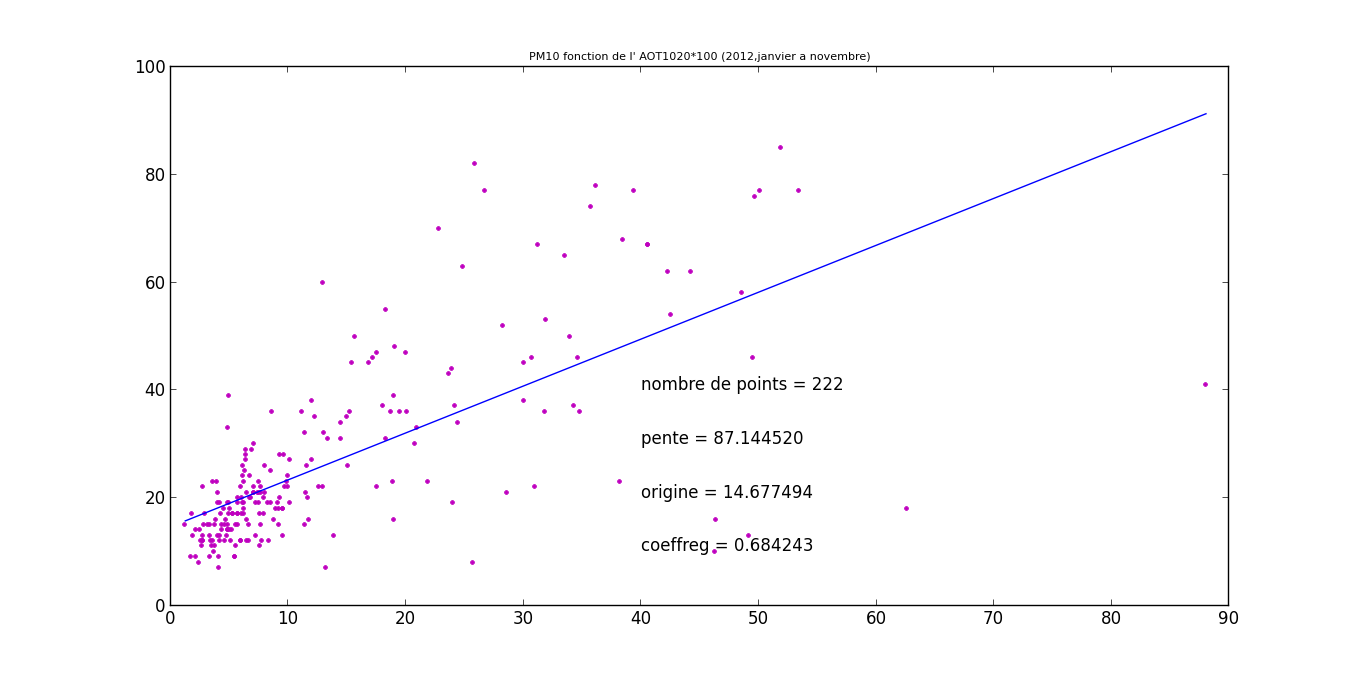 PM10 fonction de l' AOT1020*100 (2012,janvier a novembre)
100
80
60
40
20
0
nombre de points = 222
pente = 87.144520
origine = 14.677494
coeffreg = 0.684243
0 10 20 30 40 50 60 70 80 90